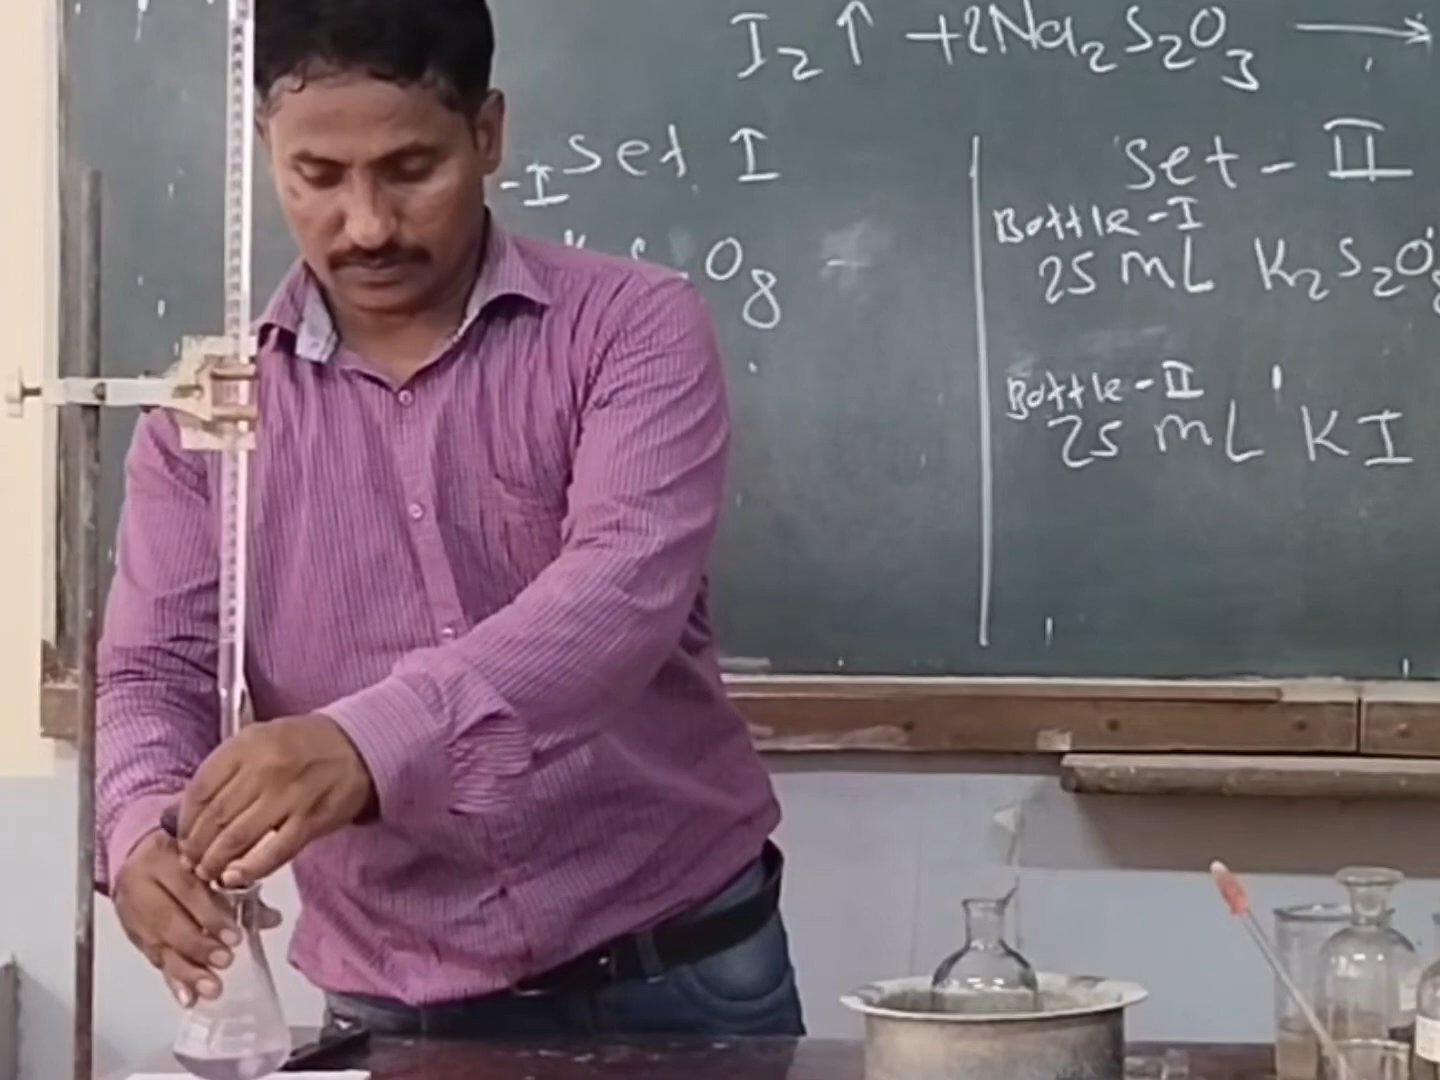 I₂↑ + 2Na₂S₂O₃ →
Set I
-I
O₈
Set - II
Bottle - I
25 mL K₂S₂O₈
Bottle - II
25 mL KI